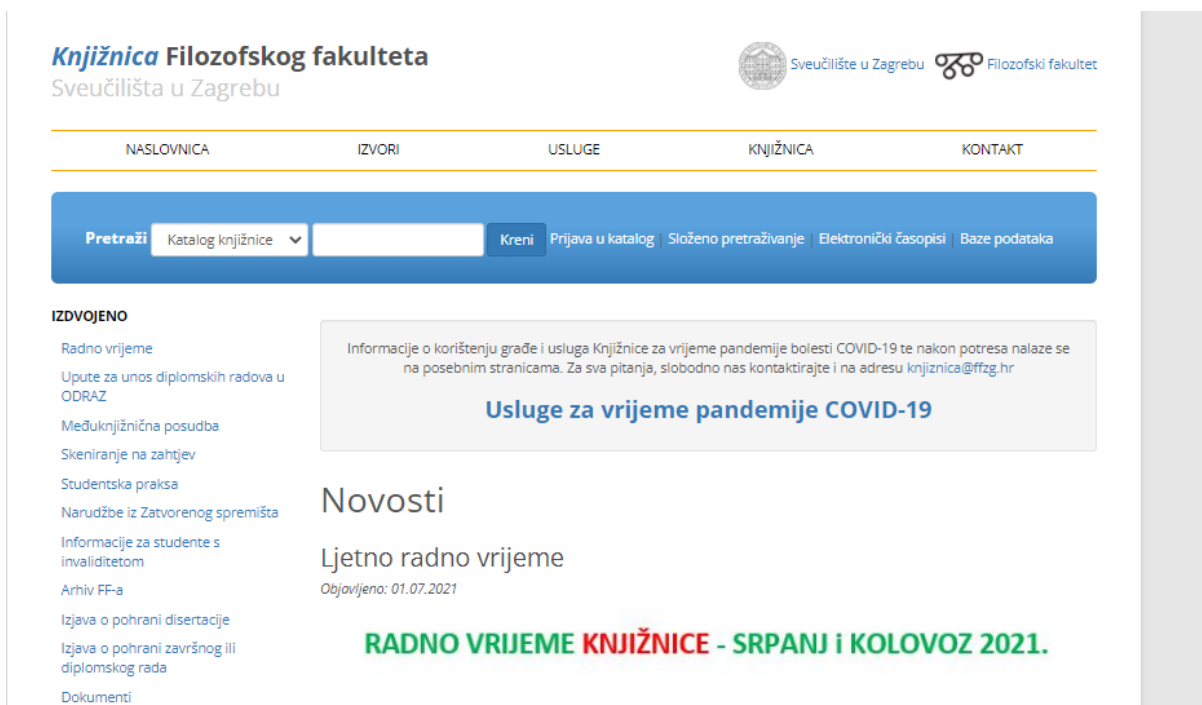 Knjižnica Filozofskog fakulteta
Sveučilišta u Zagrebu
Sveučilište u Zagrebu
Filozofski fakultet
NASLOVNICA IZVORI USLUGE KNJIŽNICA KONTAKT
Pretraži Katalog knjižnice Kreni Prijava u katalog | Složeno pretraživanje | Elektronički časopisi | Baze podataka
IZDVOJENO
Radno vrijeme
Upute za unos diplomskih radova u
ODRAZ
Međuknjižnična posudba
Skeniranje na zahtjev
Studentska praksa
Narudžbe iz Zatvorenog spremišta
Informacije za studente s
invaliditetom
Arhiv FF-a
Izjava o pohrani disertacije
Izjava o pohrani završnog ili
diplomskog rada
Dokumenti
Informacije o korištenju građe i usluga Knjižnice za vrijeme pandemije bolesti COVID-19 te nakon potresa nalaze se
na posebnim stranicama. Za sva pitanja, slobodno nas kontaktirajte i na adresu knjiznica@ffzg.hr
Usluge za vrijeme pandemije COVID-19
Novosti
Ljetno radno vrijeme
Objavljeno: 01.07.2021
RADNO VRIJEME KNJIŽNICE - SRPANJ i KOLOVOZ 2021.